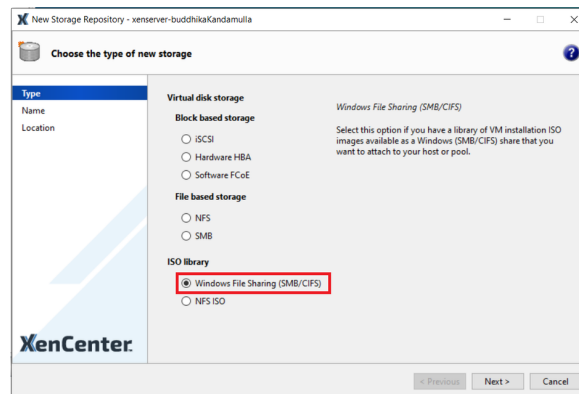 New Storage Repository - xenserver-buddhikaKandamulla
Choose the type of new storage
?
Type
Name
Location
Virtual disk storage
Block based storage
iSCSI
Hardware HBA
Software FCoE
File based storage
NFS
SMB
ISO library
Windows File Sharing (SMB/CIFS)
NFS ISO
Windows File Sharing (SMB/CIFS)
Select this option if you have a library of VM installation ISO
images available as a Windows (SMB/CIFS) share that you
want to attach to your host or pool.
XenCenter
< Previous
Next >
Cancel